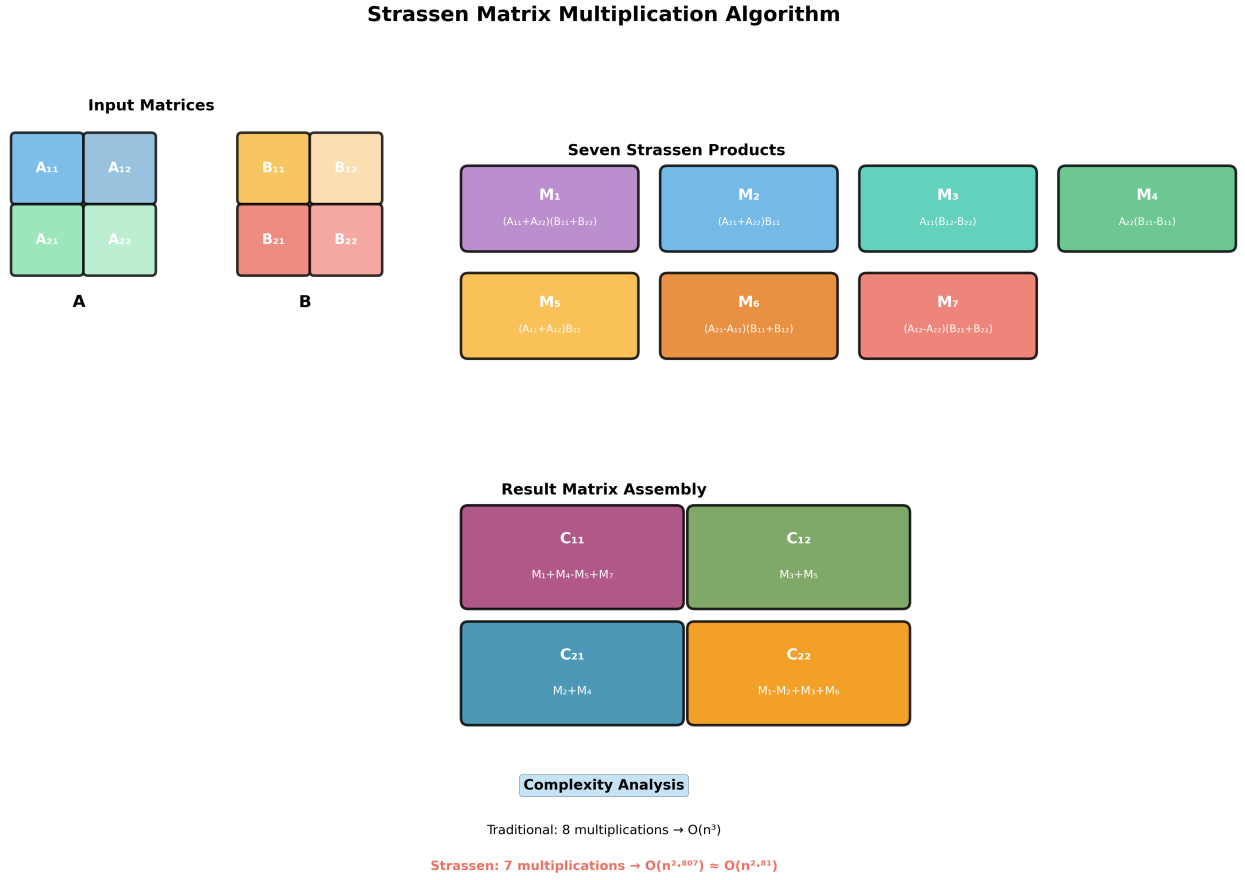 Strassen Matrix Multiplication Algorithm
Input Matrices
A₁₁ A₁₂
A₂₁ A₂₂
A
B₁₁ B₁₂
B₂₁ B₂₂
B
Seven Strassen Products
M₁
(A₁₁+A₂₂)(B₁₁+B₂₂)
M₂
(A₂₁+A₂₂)B₁₁
M₃
A₁₁(B₁₂-B₂₂)
M₄
A₂₂(B₂₁-B₁₁)
M₅
(A₁₁+A₁₂)B₂₂
M₆
(A₂₁-A₁₁)(B₁₁+B₁₂)
M₇
(A₁₂-A₂₂)(B₂₁+B₂₂)
Result Matrix Assembly
C₁₁
M₁+M₄-M₅+M₇
C₁₂
M₃+M₅
C₂₁
M₂+M₄
C₂₂
M₁-M₂+M₃+M₆
Complexity Analysis
Traditional: 8 multiplications → O(n³)
Strassen: 7 multiplications → O(n²·⁸⁰⁷) ≈ O(n²·⁸¹)